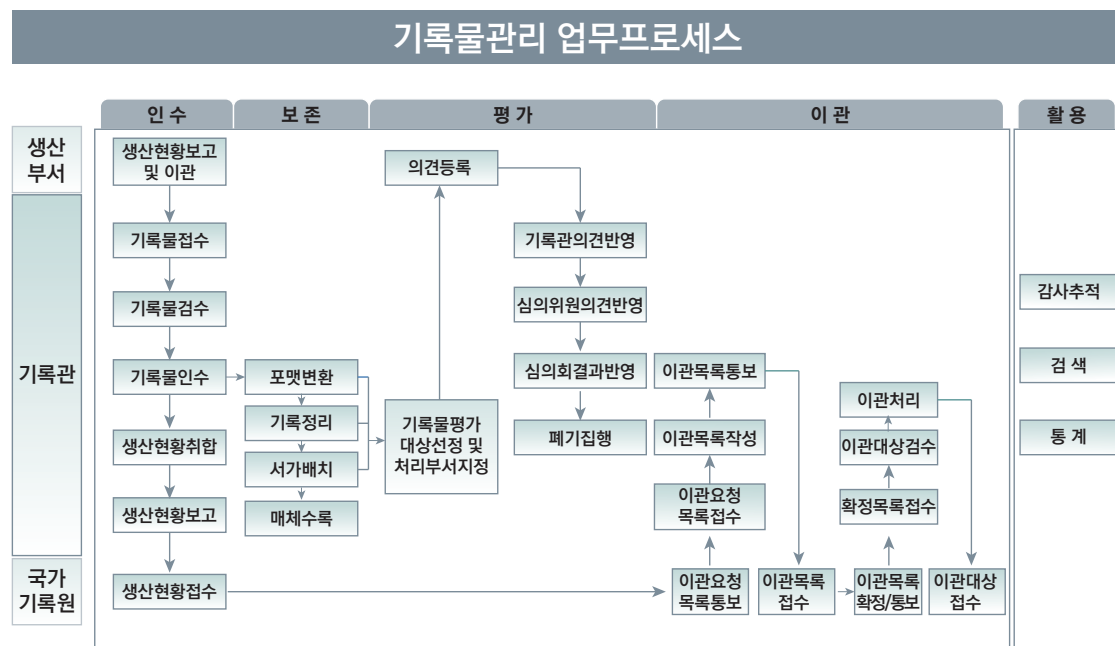 기록물관리 업무프로세스
인 수
보 존
평 가
이 관
활 용
생산
부서
기록관
국가
기록원
생산현황보고
및 이관
기록물접수
기록물검수
기록물인수
생산현황취합
생산현황보고
생산현황접수
포맷변환
기록정리
서가배치
매체수록
의견등록
기록물평가
대상선정 및
처리부서지정
기록관의견반영
심의위원의견반영
심의회결과반영
폐기집행
이관목록통보
이관목록작성
이관요청
목록접수
이관요청
목록통보
이관목록
접수
이관처리
이관대상검수
확정목록접수
이관목록
확정/통보
이관대상
접수
감사추적
검 색
통 계